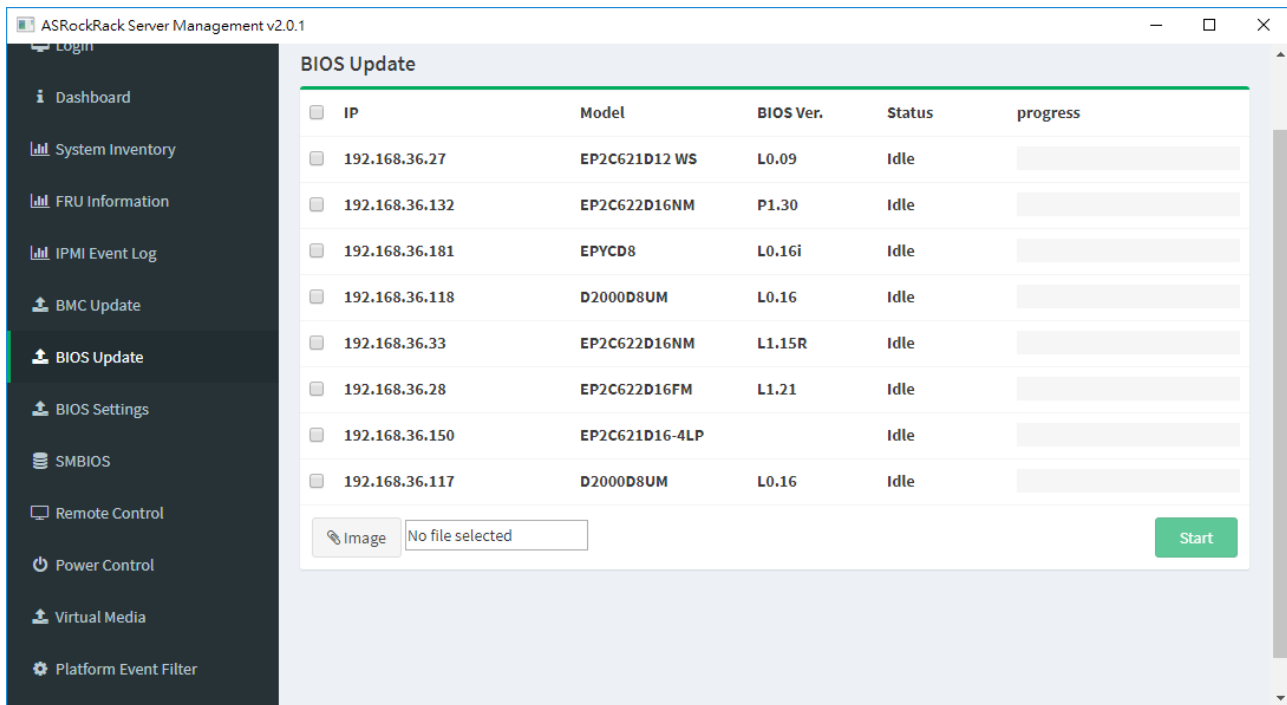 ASRockRack Server Management v2.0.1
Login
Dashboard
System Inventory
FRU Information
IPMI Event Log
BMC Update
BIOS Update
BIOS Settings
SMBIOS
Remote Control
Power Control
Virtual Media
Platform Event Filter
BIOS Update
IP Model BIOS Ver. Status progress
192.168.36.27 EP2C621D12 WS L0.09 Idle
192.168.36.132 EP2C622D16NM P1.30 Idle
192.168.36.181 EPYCD8 L0.16i Idle
192.168.36.118 D2000D8UM L0.16 Idle
192.168.36.33 EP2C622D16NM L1.15R Idle
192.168.36.28 EP2C622D16FM L1.21 Idle
192.168.36.150 EP2C621D16-4LP Idle
192.168.36.117 D2000D8UM L0.16 Idle
Image No file selected Start